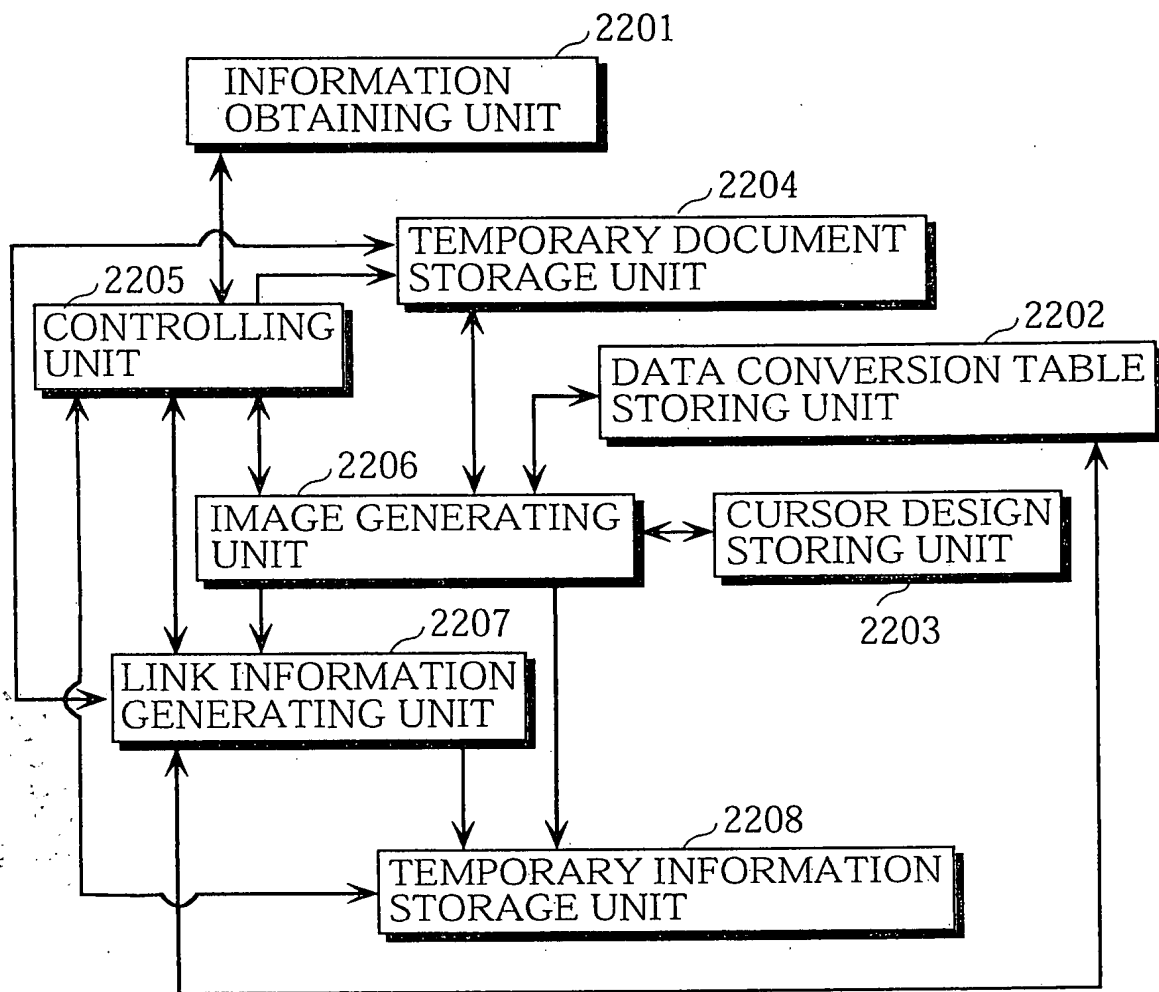 2201
INFORMATION
OBTAINING UNIT
2204
TEMPORARY DOCUMENT
STORAGE UNIT
2205
CONTROLLING
UNIT
2202
DATA CONVERSION TABLE
STORING UNIT
2206
IMAGE GENERATING
UNIT
CURSOR DESIGN
STORING UNIT
2203
2207
LINK INFORMATION
GENERATING UNIT
2208
TEMPORARY INFORMATION
STORAGE UNIT